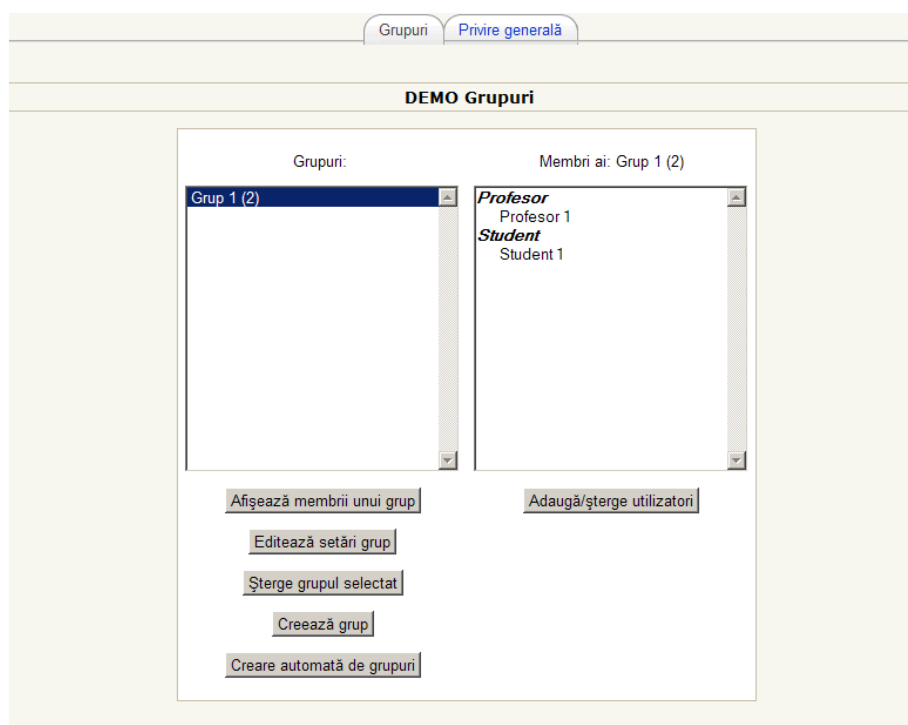 Grupuri
Privire generală
DEMO Grupuri
Grupuri:
Membri ai: Grup 1 (2)
Grup 1 (2)
Profesor
Profesor 1
Student
Student 1
Afişează membrii unui grup
Adaugă/şterge utilizatori
Editează setări grup
Şterge grupul selectat
Creează grup
Creare automată de grupuri